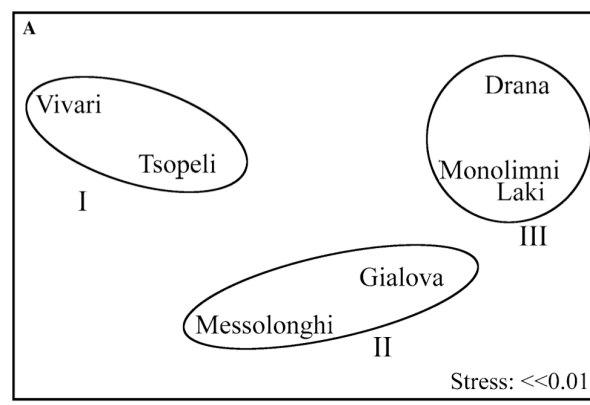 A
Vivari
Tsopeli
I
Drana
Monolimni
Laki
III
Gialova
Messolonghi
II
Stress: <<0.01